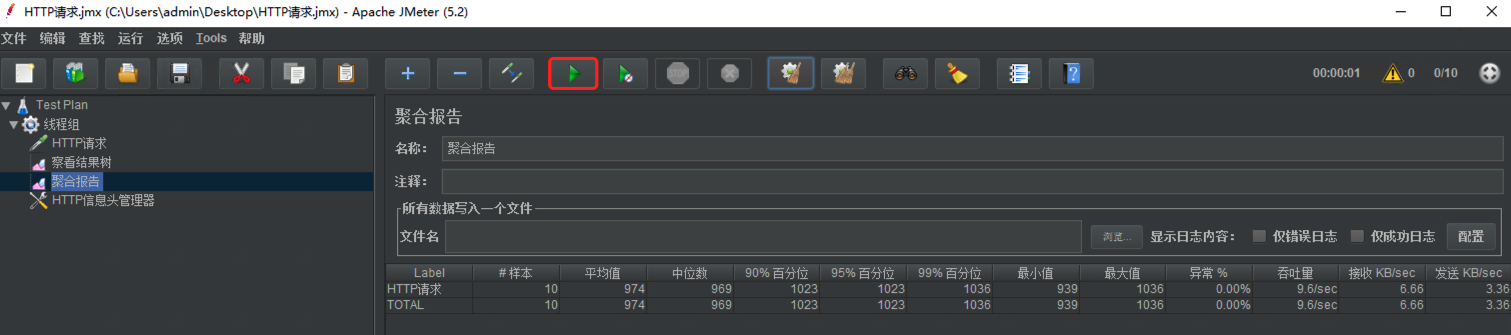 HTTP请求.jmx (C:\Users\admin\Desktop\HTTP请求.jmx) - Apache JMeter (5.2)
文件 编辑 查找 运行 选项 Tools 帮助
STOP 00:00:01 0 0/10
Test Plan
线程组
HTTP请求
察看结果树
聚合报告
HTTP信息头管理器
聚合报告
名称: 聚合报告
注释:
所有数据写入一个文件
文件名 浏览... 显示日志内容: 仅错误日志 仅成功日志 配置
Label # 样本 平均值 中位数 90% 百分位 95% 百分位 99% 百分位 最小值 最大值 异常 % 吞吐量 接收 KB/sec 发送 KB/sec
HTTP请求 10 974 969 1023 1023 1036 939 1036 0.00% 9.6/sec 6.66 3.36
TOTAL 10 974 969 1023 1023 1036 939 1036 0.00% 9.6/sec 6.66 3.36